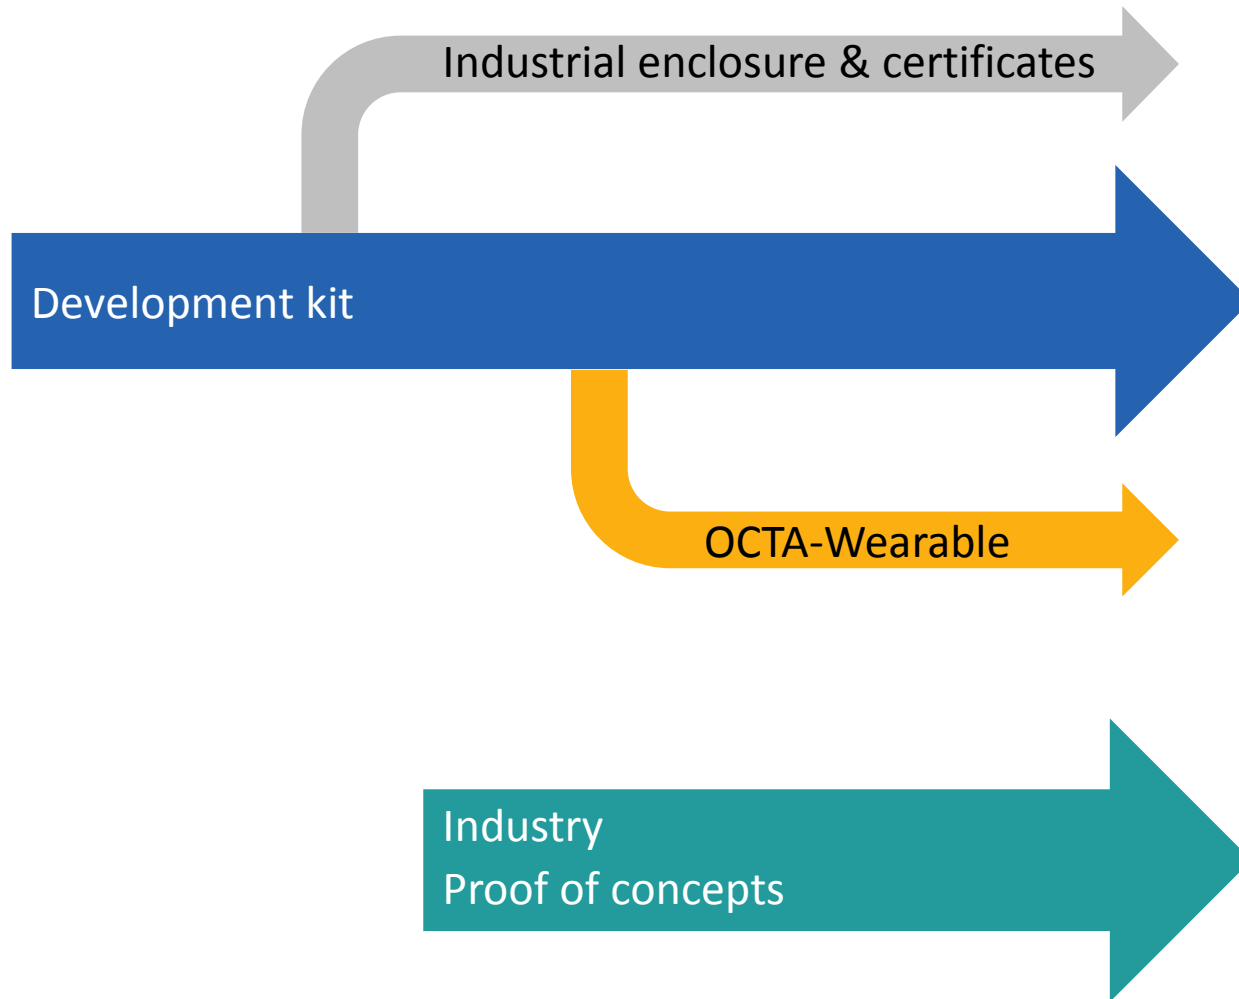 Industrial enclosure & certificates
Development kit
OCTA-Wearable
Industry
Proof of concepts